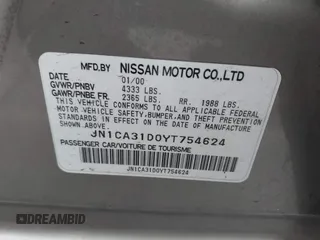 MFD.BY NISSAN MOTOR CO.,LTD
DATE 01/00
GVWR/PNBV 4333 LBS.
GAWR/PNBE FR. 2365 LBS. RR. 1988 LBS.
THIS VEHICLE CONFORMS TO ALL APPLICABLE FEDERAL
MOTOR VEHICLE SAFETY, BUMPER, AND THEFT PREVENTION
STANDARDS IN EFFECT ON THE DATE OF MANUFACTURE
SHOWN ABOVE.
JN1CA31D0YT754624
PASSENGER CAR/VOITURE DE TOURISME
JN1CA31D0YT754624
DREAMBID